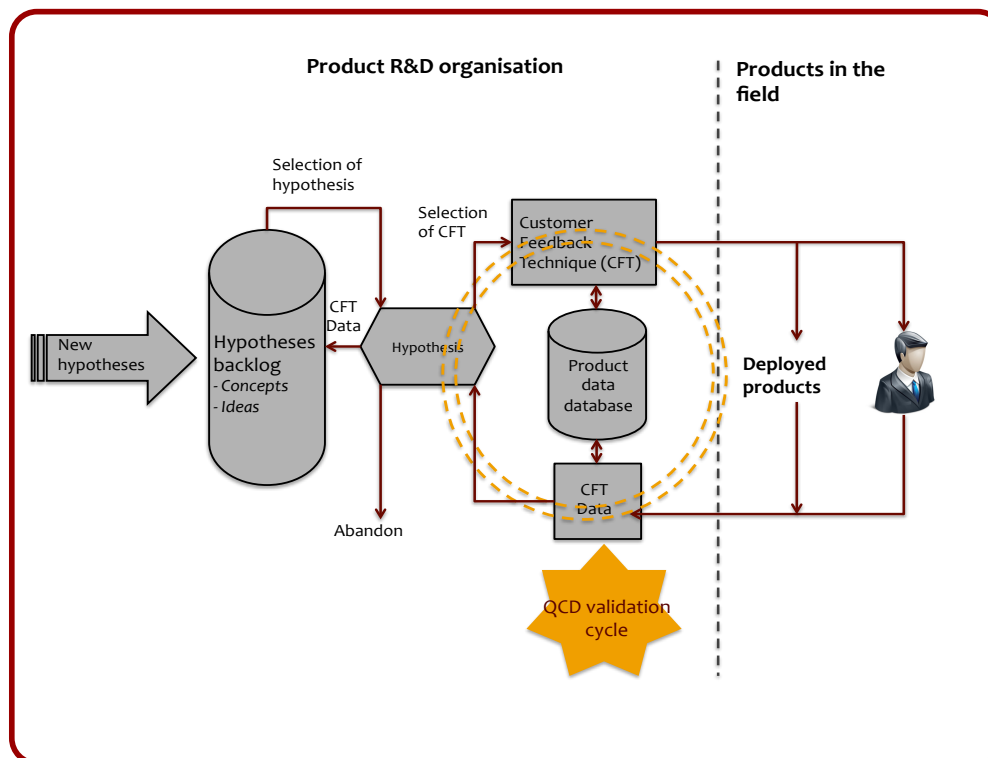 Product R&D organisation
Products in the
field
Selection of
hypothesis
Selection
of CFT
Customer
Feedback
Technique (CFT)
CFT
Data
New
hypotheses
Hypotheses
backlog
- Concepts
- Ideas
Hypothesis
Product
data
database
Deployed
products
CFT
Data
Abandon
QCD validation
cycle